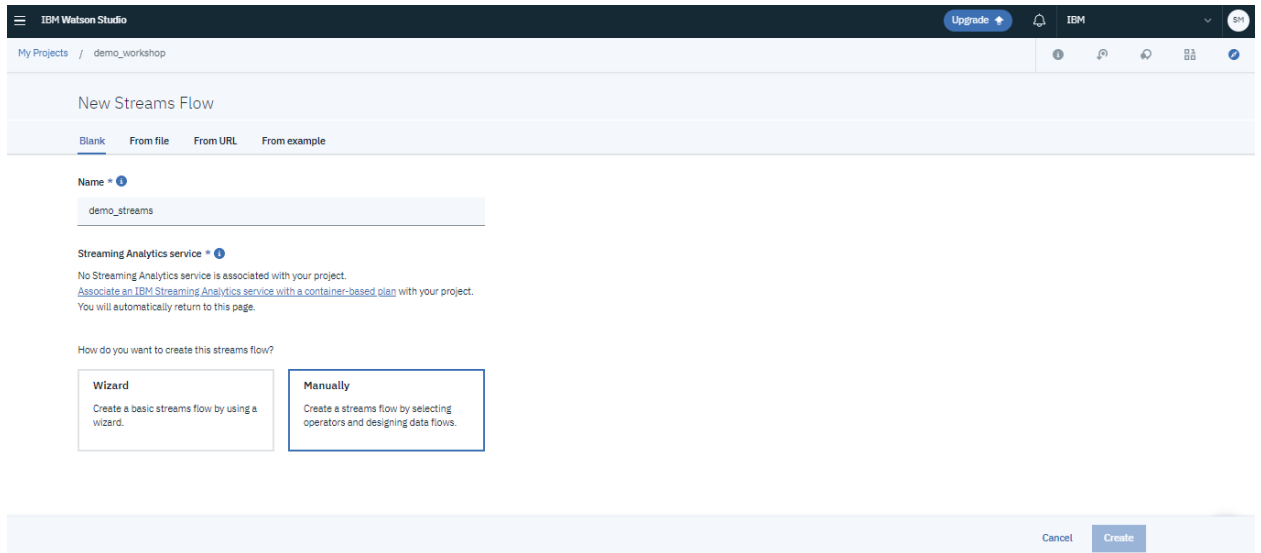 IBM Watson Studio
Upgrade
IBM
SM
My Projects / demo_workshop
New Streams Flow
Blank From file From URL From example
Name *
demo_streams
Streaming Analytics service *
No Streaming Analytics service is associated with your project.
Associate an IBM Streaming Analytics service with a container-based plan with your project.
You will automatically return to this page.
How do you want to create this streams flow?
Wizard
Create a basic streams flow by using a
wizard.
Manually
Create a streams flow by selecting
operators and designing data flows.
Cancel Create